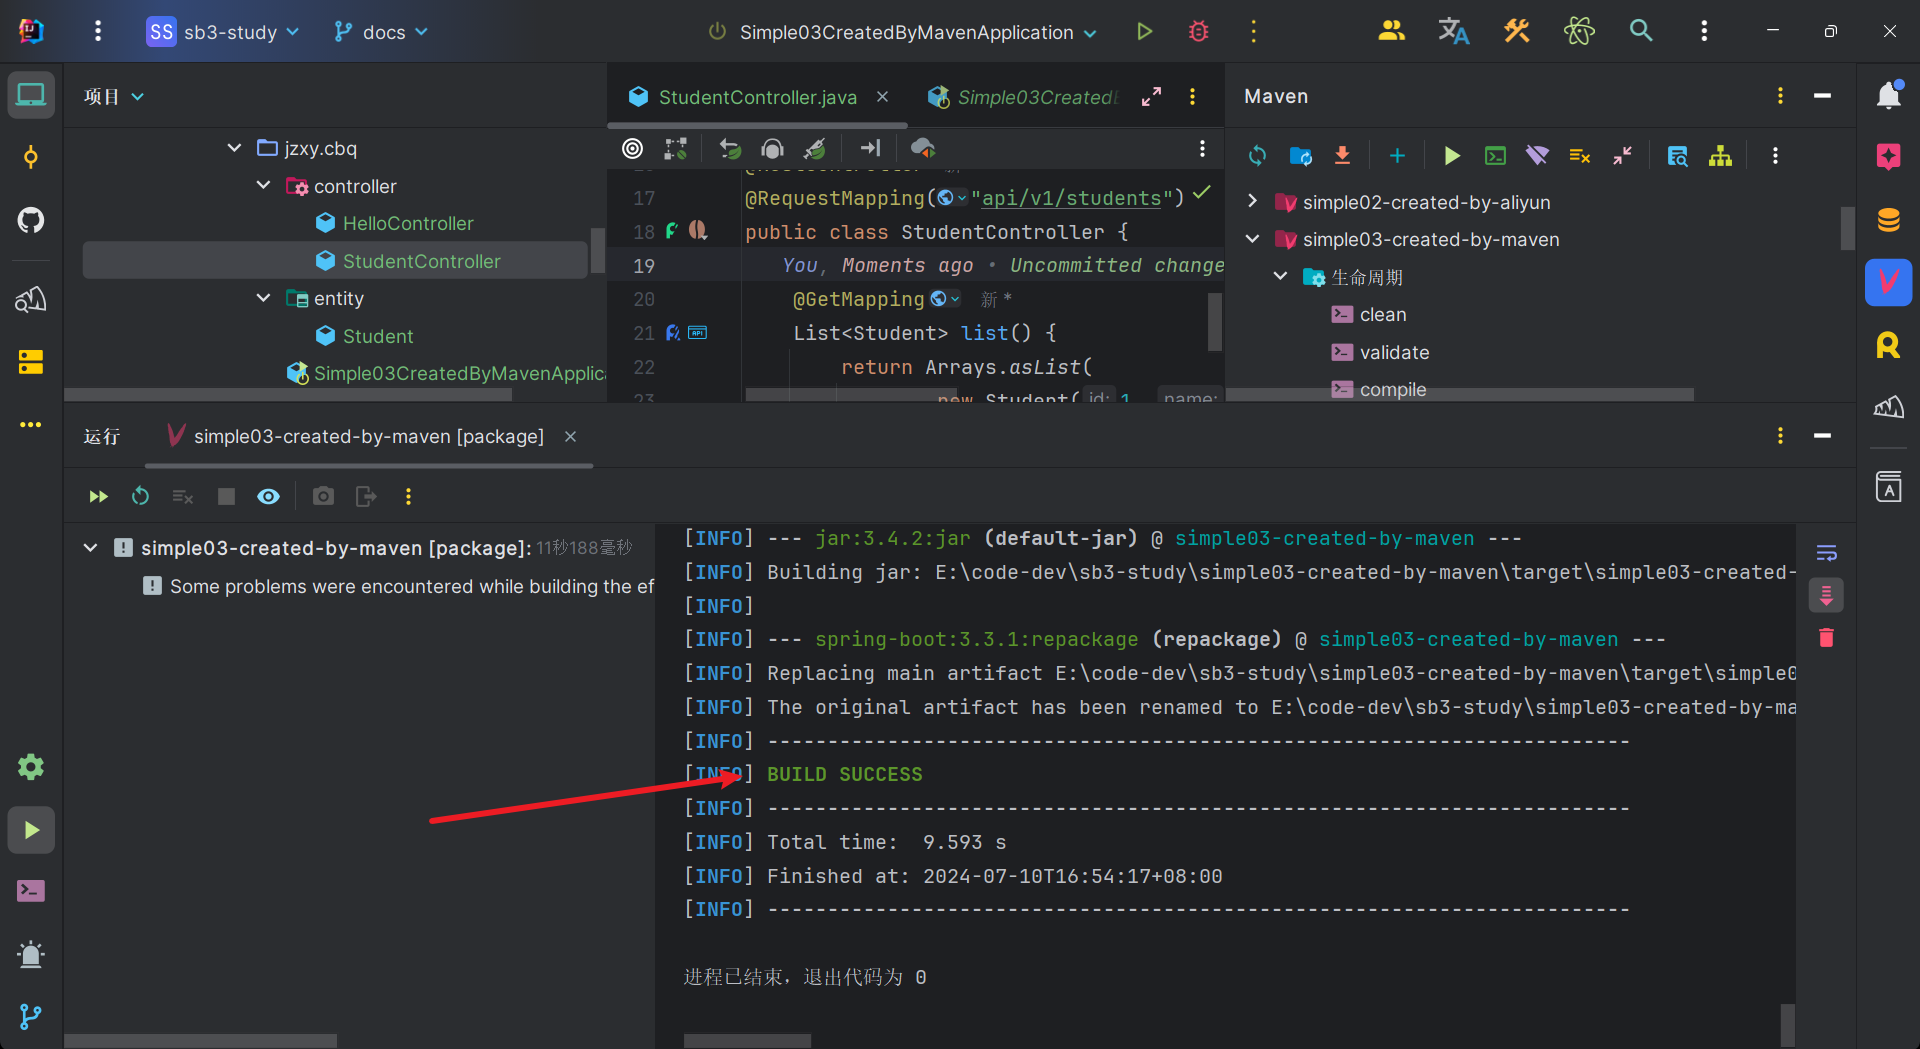 SS sb3-study docs Simple03CreatedByMavenApplication
项目
jzxy.cbq
controller
HelloController
StudentController
entity
Student
Simple03CreatedByMavenApplic
StudentController.java Simple03Created
17 @RequestMapping("api/v1/students")
18 public class StudentController {
19 You, Moments ago • Uncommitted change
20 @GetMapping 新 *
21 List<Student> list() {
22 return Arrays.asList(
23 new Student( id: 1 name:
Maven
simple02-created-by-aliyun
simple03-created-by-maven
生命周期
clean
validate
compile
运行 simple03-created-by-maven [package]
simple03-created-by-maven [package]: 11秒188毫秒
Some problems were encountered while building the ef
[INFO] --- jar:3.4.2:jar (default-jar) @ simple03-created-by-maven ---
[INFO] Building jar: E:\code-dev\sb3-study\simple03-created-by-maven\target\simple03-created-
[INFO]
[INFO] --- spring-boot:3.3.1:repackage (repackage) @ simple03-created-by-maven ---
[INFO] Replacing main artifact E:\code-dev\sb3-study\simple03-created-by-maven\target\simple0
[INFO] The original artifact has been renamed to E:\code-dev\sb3-study\simple03-created-by-ma
[INFO] ------------------------------------------------------------------------
[INFO] BUILD SUCCESS
[INFO] ------------------------------------------------------------------------
[INFO] Total time:  9.593 s
[INFO] Finished at: 2024-07-10T16:54:17+08:00
[INFO] ------------------------------------------------------------------------
进程已结束，退出代码为 0